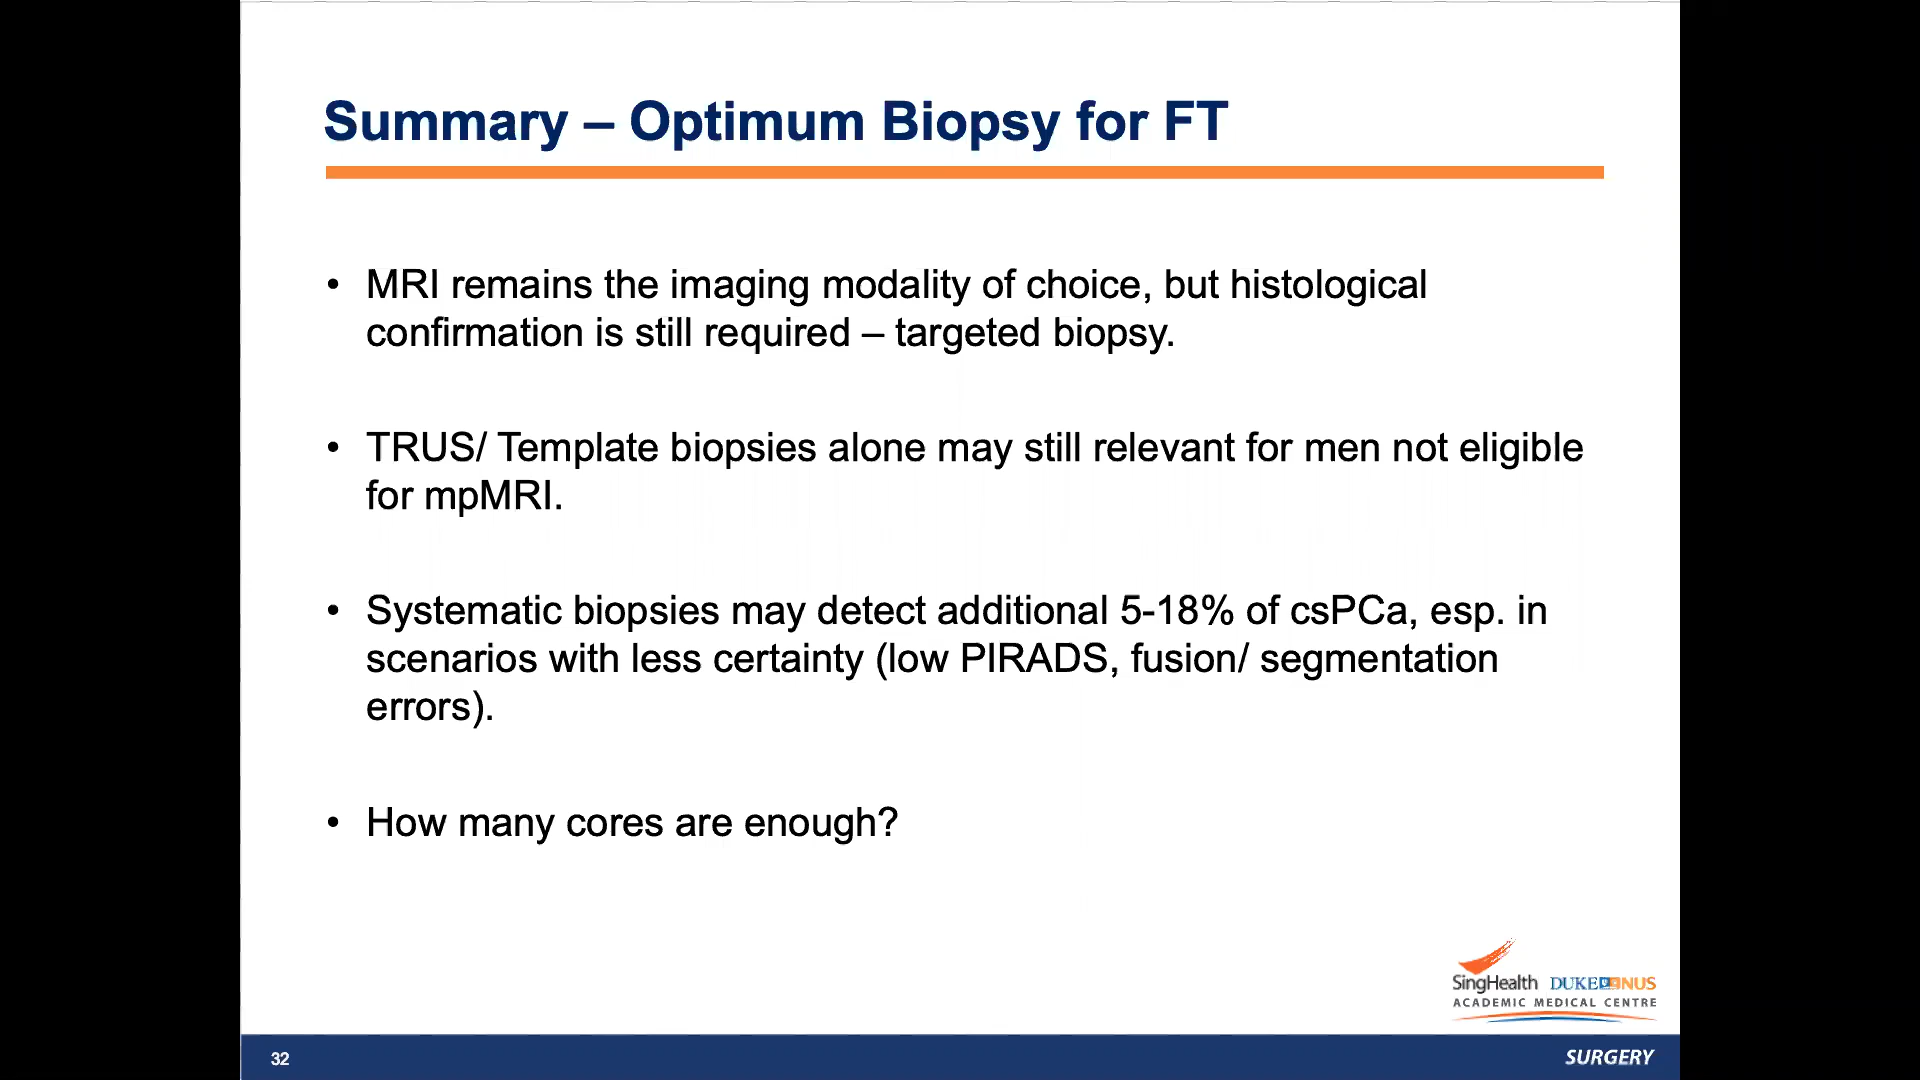 Summary – Optimum Biopsy for FT
• MRI remains the imaging modality of choice, but histological
confirmation is still required – targeted biopsy.
• TRUS/ Template biopsies alone may still relevant for men not eligible
for mpMRI.
• Systematic biopsies may detect additional 5-18% of csPCa, esp. in
scenarios with less certainty (low PIRADS, fusion/ segmentation
errors).
• How many cores are enough?
SingHealth DUKE NUS
ACADEMIC MEDICAL CENTRE
32
SURGERY